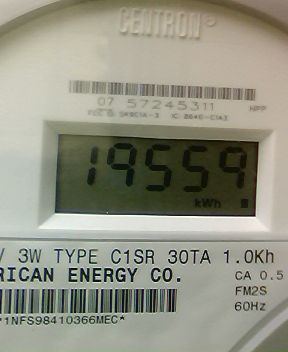 CENTRON®
07 57245311 HPP
19559
kWh
V 3W TYPE C1SR 30TA 1.0Kh
RICAN ENERGY CO. CA 0.5
FM2S
60Hz
*1NFS98410366MEC*